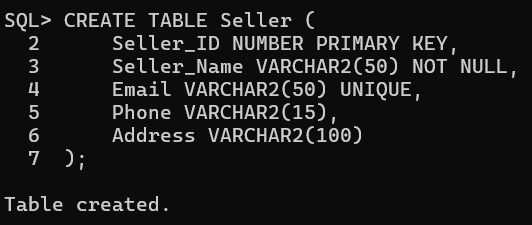 SQL> CREATE TABLE Seller (
  2      Seller_ID NUMBER PRIMARY KEY,
  3      Seller_Name VARCHAR2(50) NOT NULL,
  4      Email VARCHAR2(50) UNIQUE,
  5      Phone VARCHAR2(15),
  6      Address VARCHAR2(100)
  7  );
Table created.